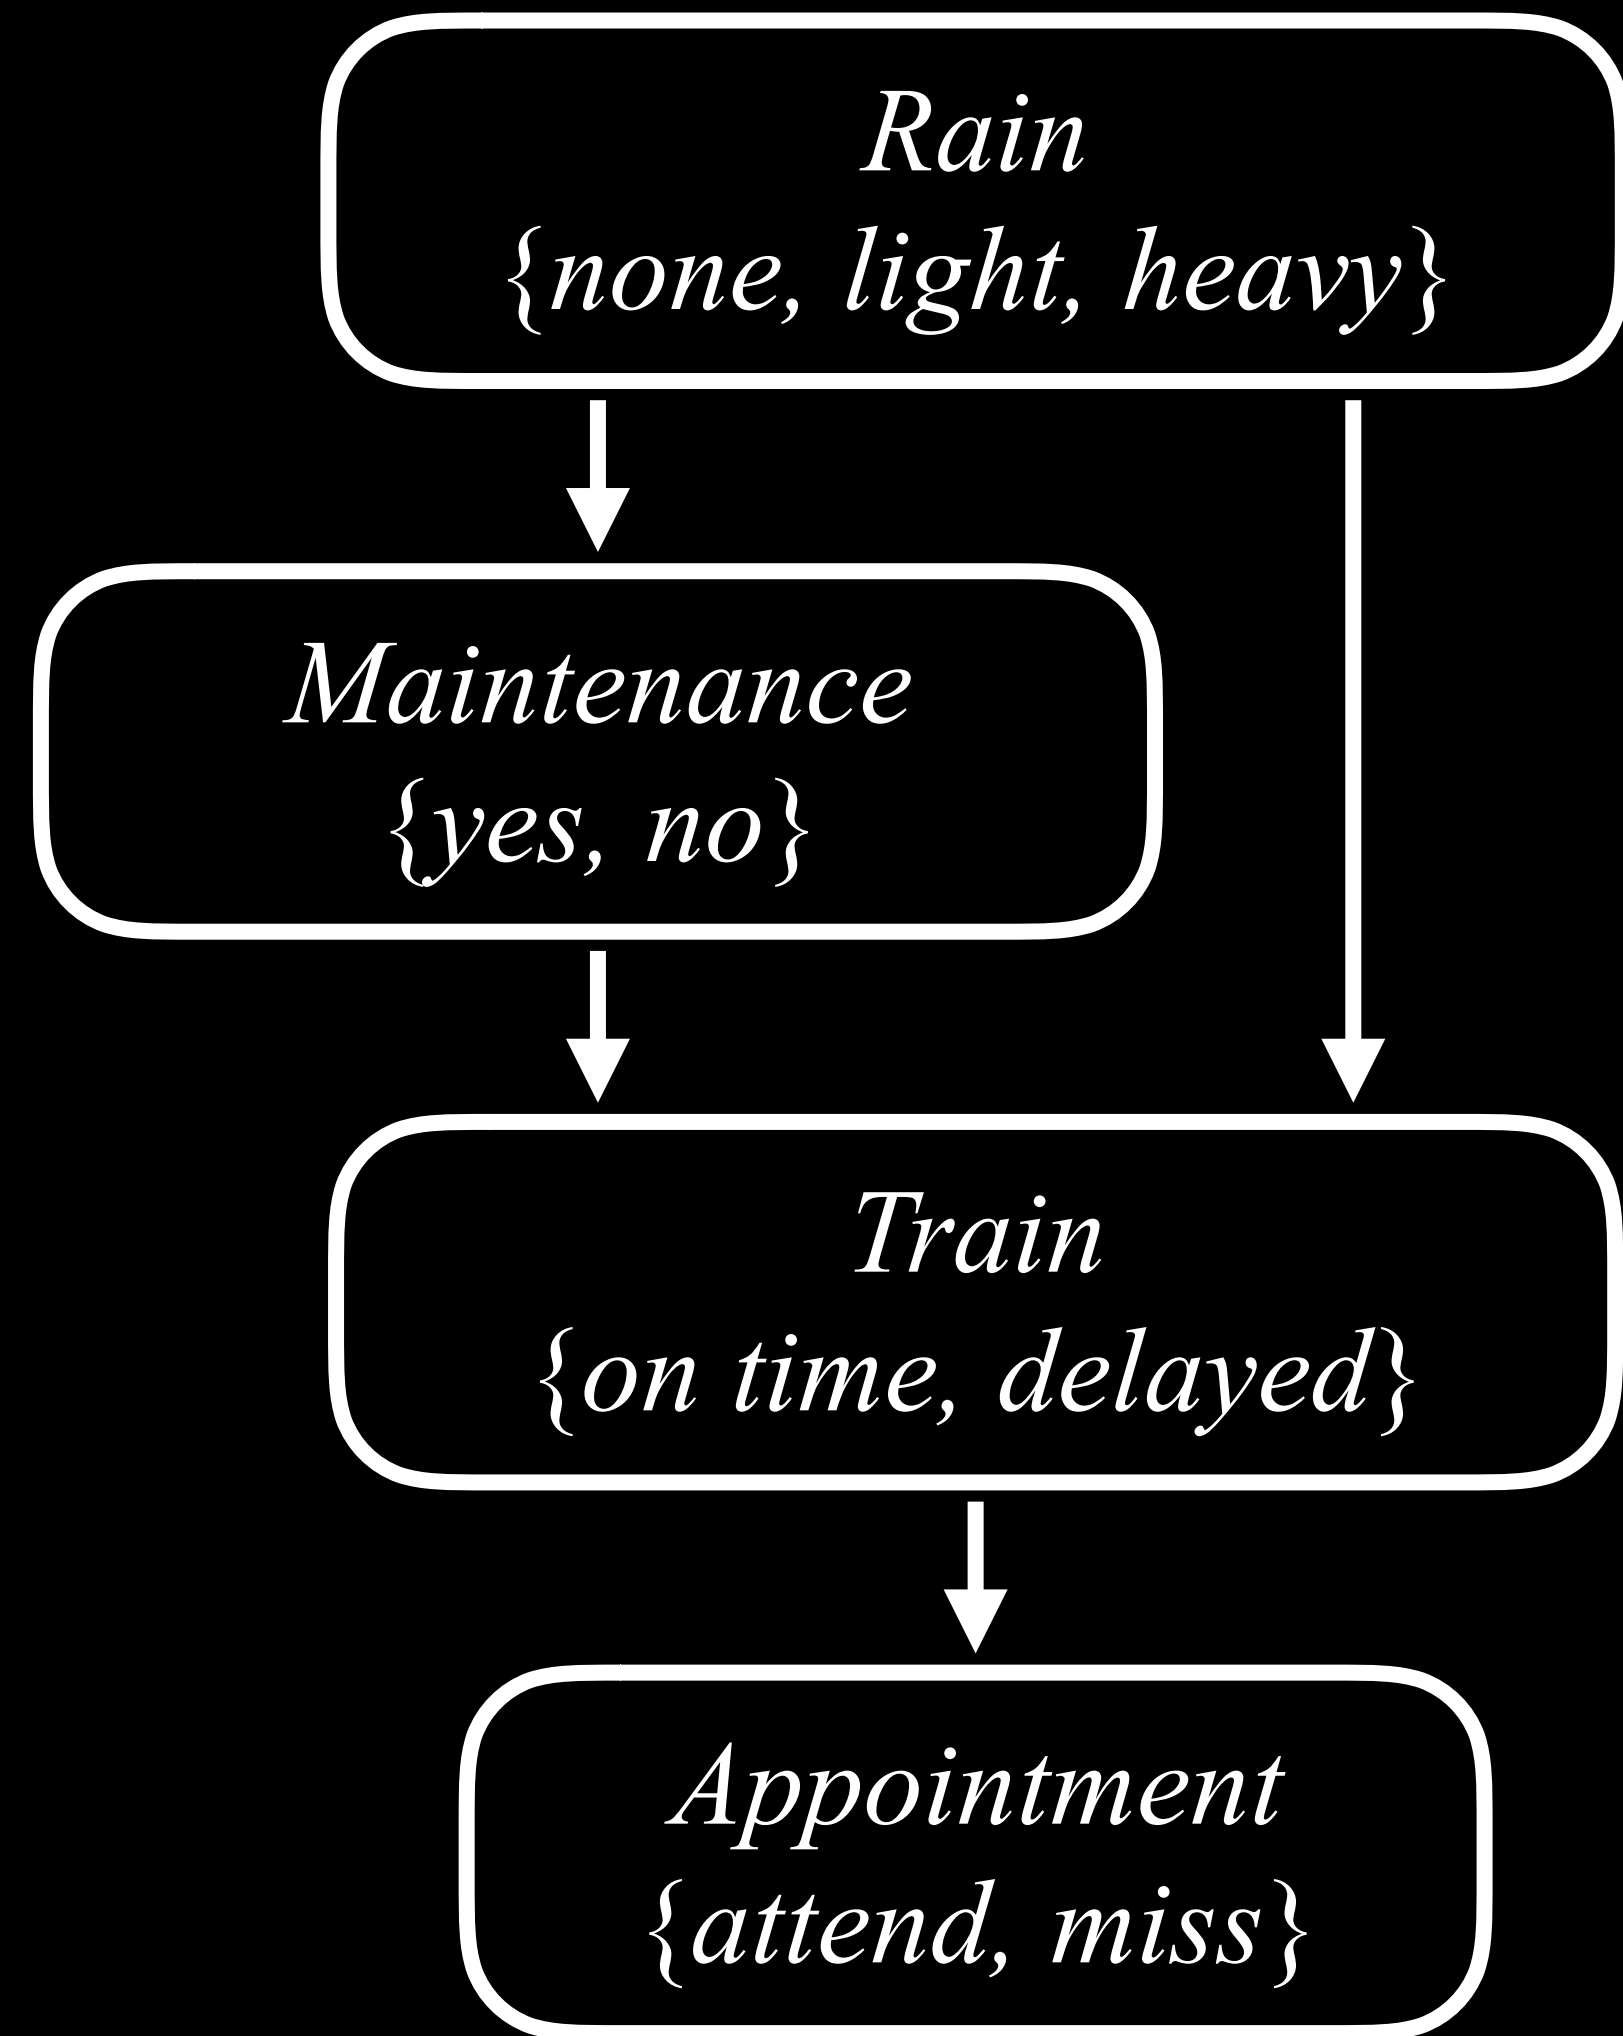 Rain
{none, light, heavy}
Maintenance
{yes, no}
Train
{on time, delayed}
Appointment
{attend, miss}